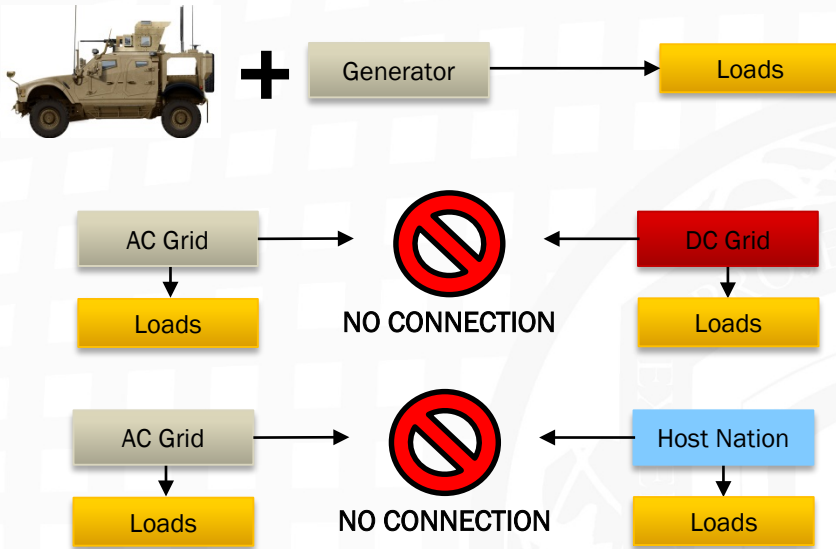 Generator
Loads
AC Grid
DC Grid
Loads
NO CONNECTION
Loads
AC Grid
Host Nation
Loads
NO CONNECTION
Loads